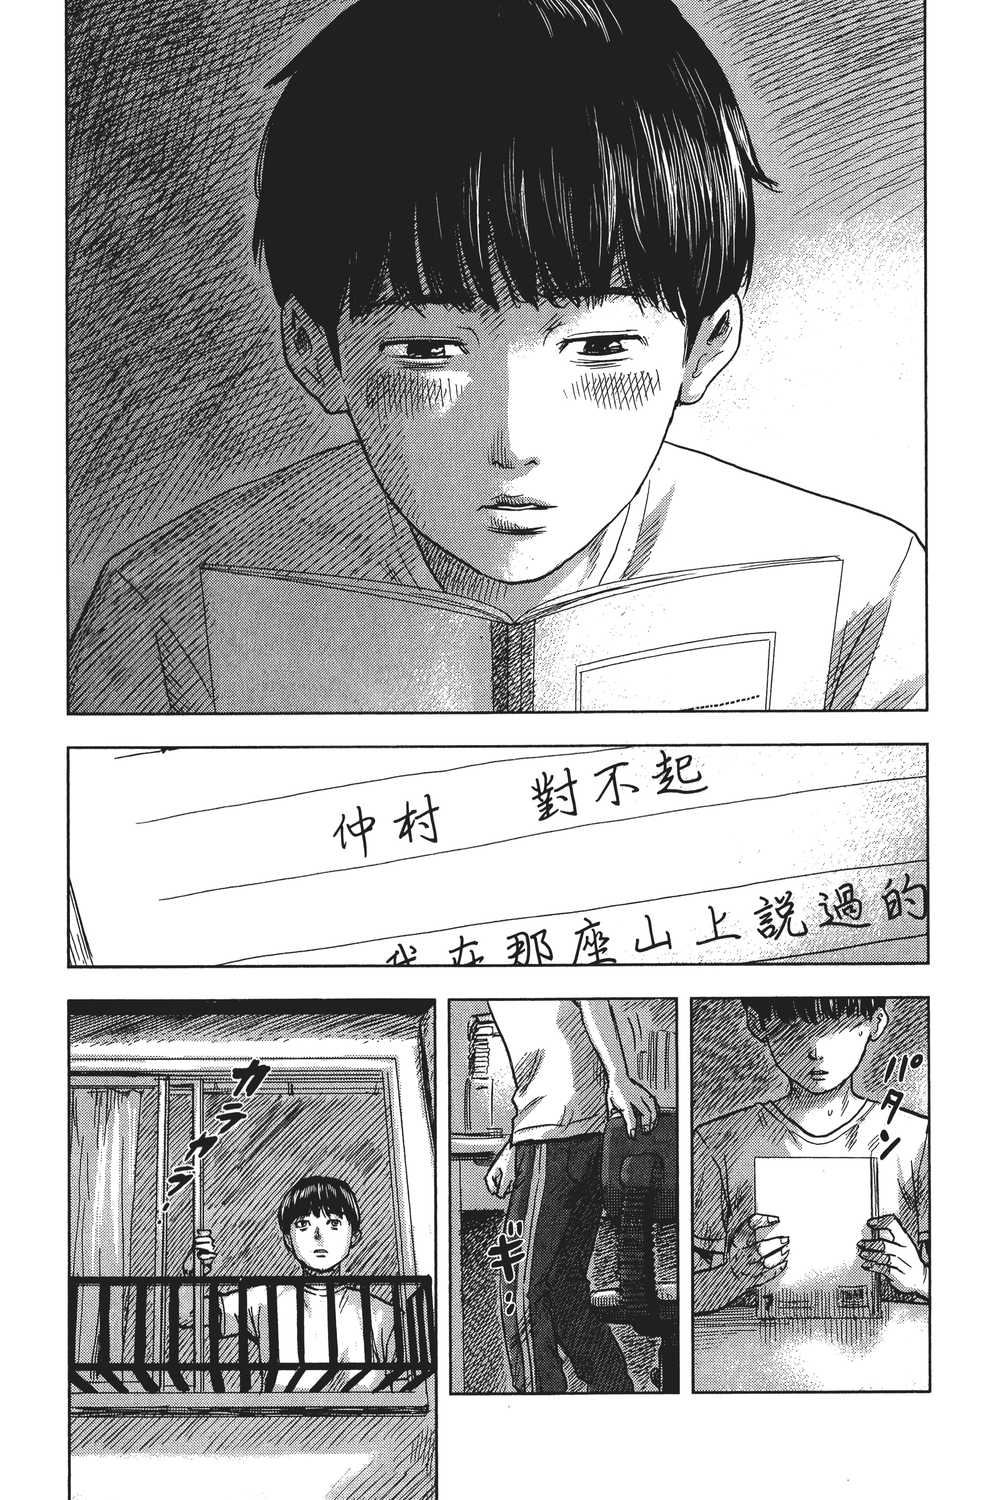 仲村　對不起
我在那座山上說過的
パタン
ギ…
カラカラ…